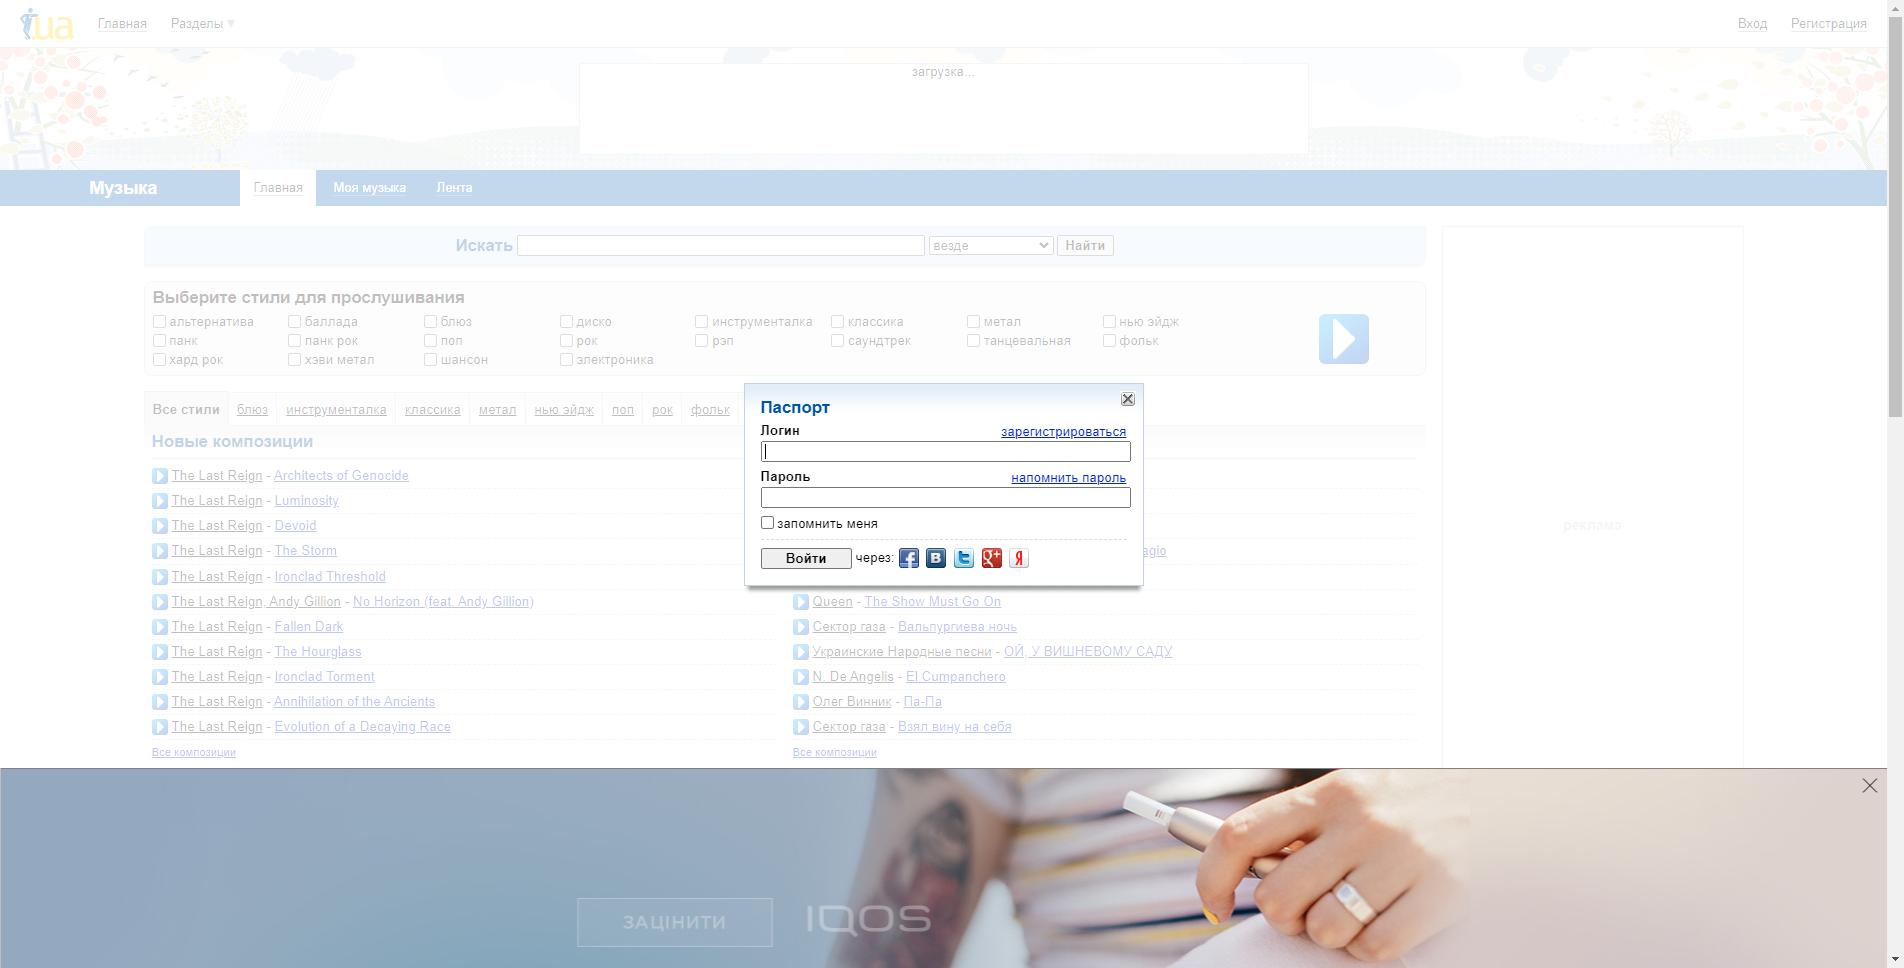 i.ua Главная Разделы ▼ Вход Регистрация
загрузка...
Музыка Главная Моя музыка Лента
Искать везде Найти
Выберите стили для прослушивания
альтернатива баллада блюз диско инструменталка классика метал нью эйдж
панк панк рок поп рок рэп саундтрек танцевальная фольк
хард рок хэви метал шансон электроника
Все стили блюз инструменталка классика метал нью эйдж поп рок фольк
Новые композиции
The Last Reign - Architects of Genocide
The Last Reign - Luminosity
The Last Reign - Devoid
The Last Reign - The Storm
The Last Reign - Ironclad Threshold
The Last Reign, Andy Gillion - No Horizon (feat. Andy Gillion)
The Last Reign - Fallen Dark
The Last Reign - The Hourglass
The Last Reign - Ironclad Torment
The Last Reign - Annihilation of the Ancients
The Last Reign - Evolution of a Decaying Race
Все композиции
agio
Queen - The Show Must Go On
Сектор газа - Вальпургиева ночь
Украинские Народные песни - ОЙ, У ВИШНЕВОМУ САДУ
N. De Angelis - El Cumpanchero
Олег Винник - Па-Па
Сектор газа - Взял вину на себя
Все композиции
реклама
Паспорт
Логин зарегистрироваться
Пароль напомнить пароль
запомнить меня
Войти через:
ЗАЦІНИТИ IQOS